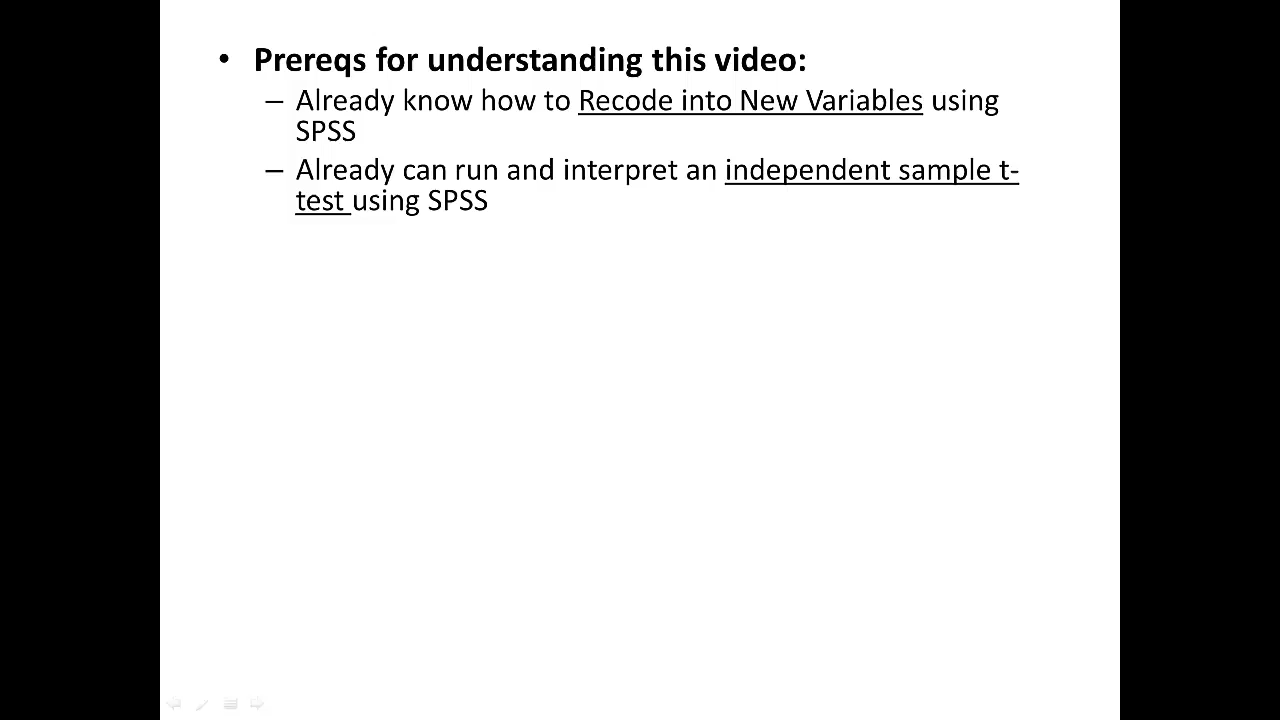 • Prereqs for understanding this video:
– Already know how to Recode into New Variables using
SPSS
– Already can run and interpret an independent sample t-
test using SPSS